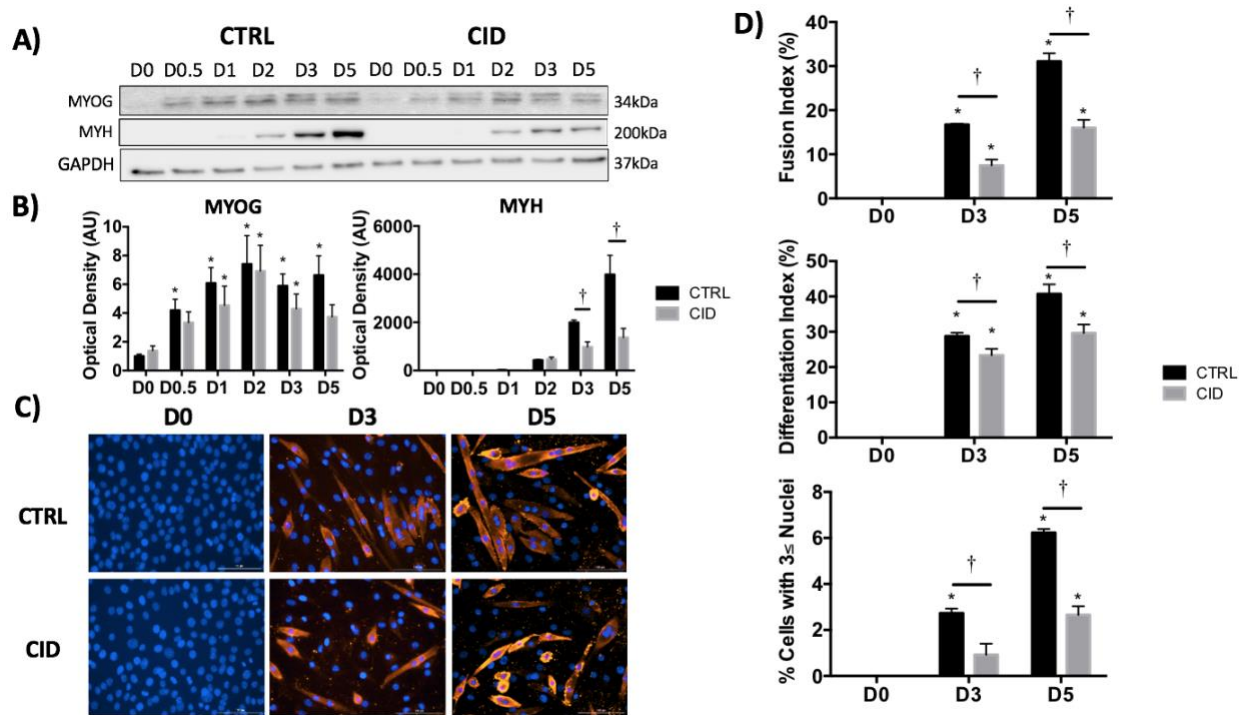 A)
CTRL CID
D0 D0.5 D1 D2 D3 D5 D0 D0.5 D1 D2 D3 D5
MYOG 34kDa
MYH 200kDa
GAPDH 37kDa
B)
MYOG
Optical Density (AU)
10
8
6
4
2
0
* * * * * * * *
D0 D0.5 D1 D2 D3 D5
MYH
Optical Density (AU)
6000
4000
2000
0
† †
D0 D0.5 D1 D2 D3 D5
CTRL
CID
C)
D0 D3 D5
CTRL
CID
D)
Fusion Index (%)
40
30
20
10
0
* * † * * †
D0 D3 D5
Differentiation Index (%)
50
40
30
20
10
0
* * † * * †
D0 D3 D5
CTRL
CID
% Cells with 3≤ Nuclei
8
6
4
2
0
* † * * †
D0 D3 D5